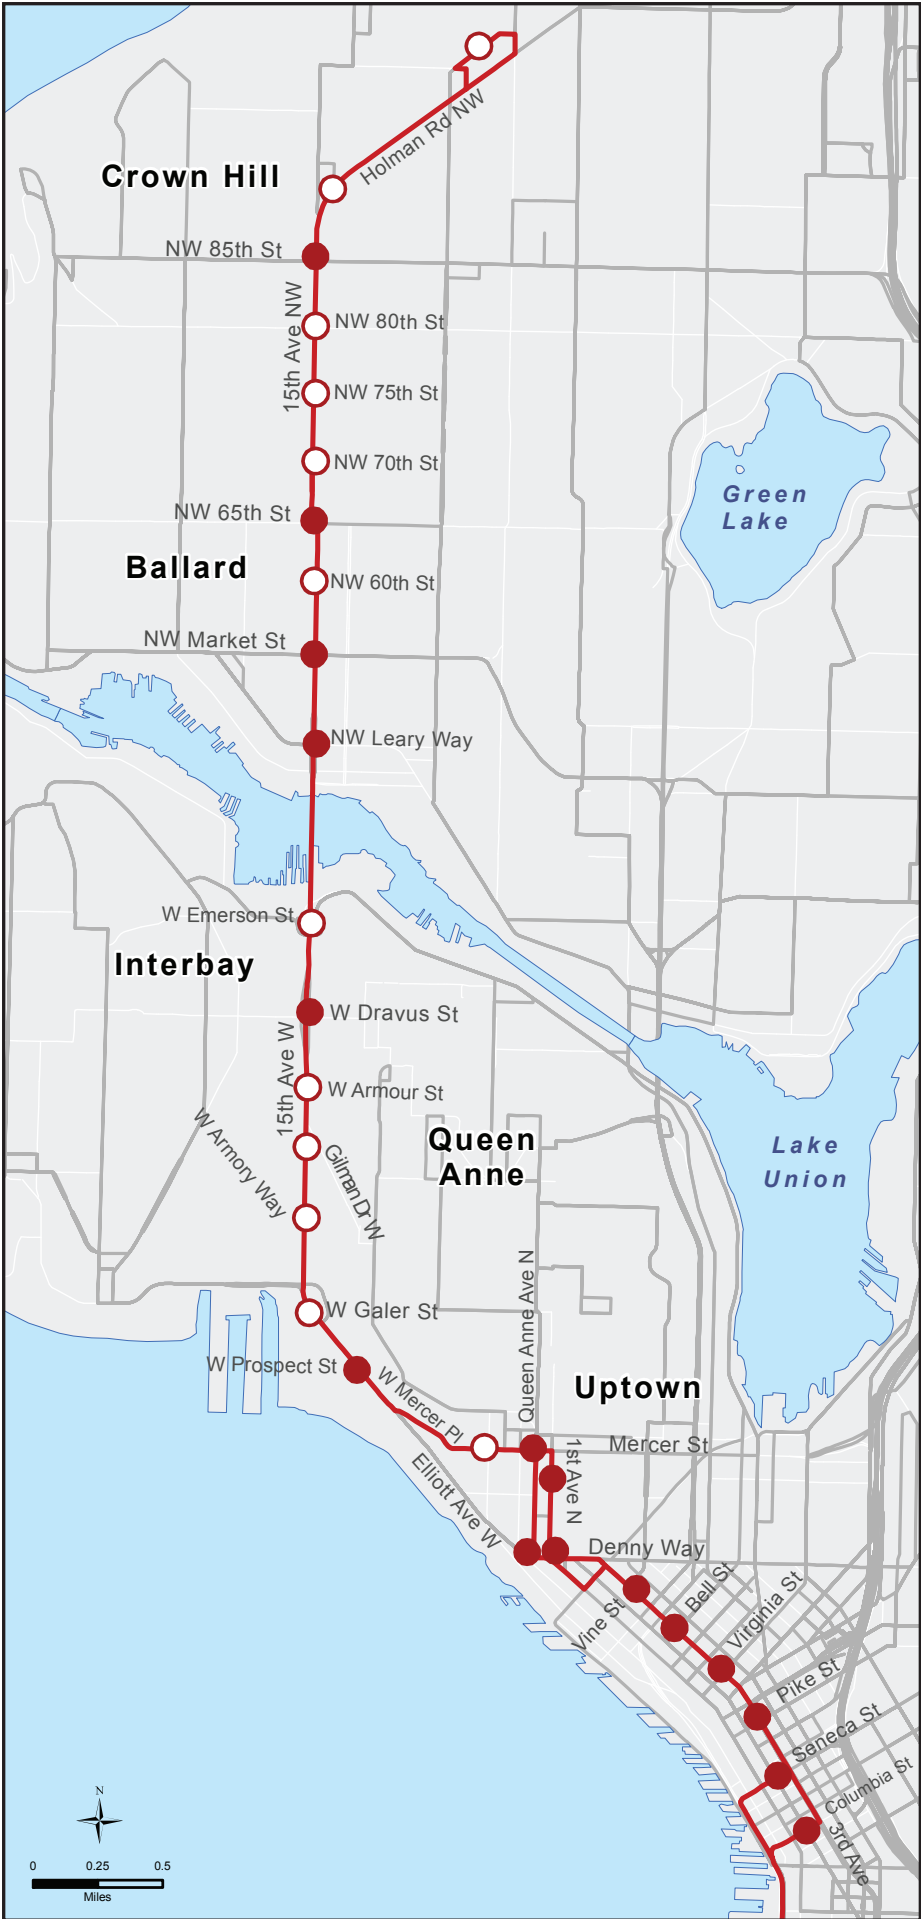 Holman Rd NW
Crown Hill
NW 85th St
15th Ave NW
NW 80th St
NW 75th St
NW 70th St
Green
Lake
NW 65th St
Ballard
NW 60th St
NW Market St
NW Leary Way
W Emerson St
Interbay
W Dravus St
15th Ave W
W Armour St
W Armory Way
Gilman Dr W
Queen
Anne
Lake
Union
Queen Anne Ave N
W Galer St
W Prospect St
W Mercer Pl
Uptown
Mercer St
1st Ave N
Elliott Ave W
Denny Way
Vine St
Bell St
Virginia St
Pike St
Seneca St
Columbia St
3rd Ave
N
0 0.25 0.5
Miles